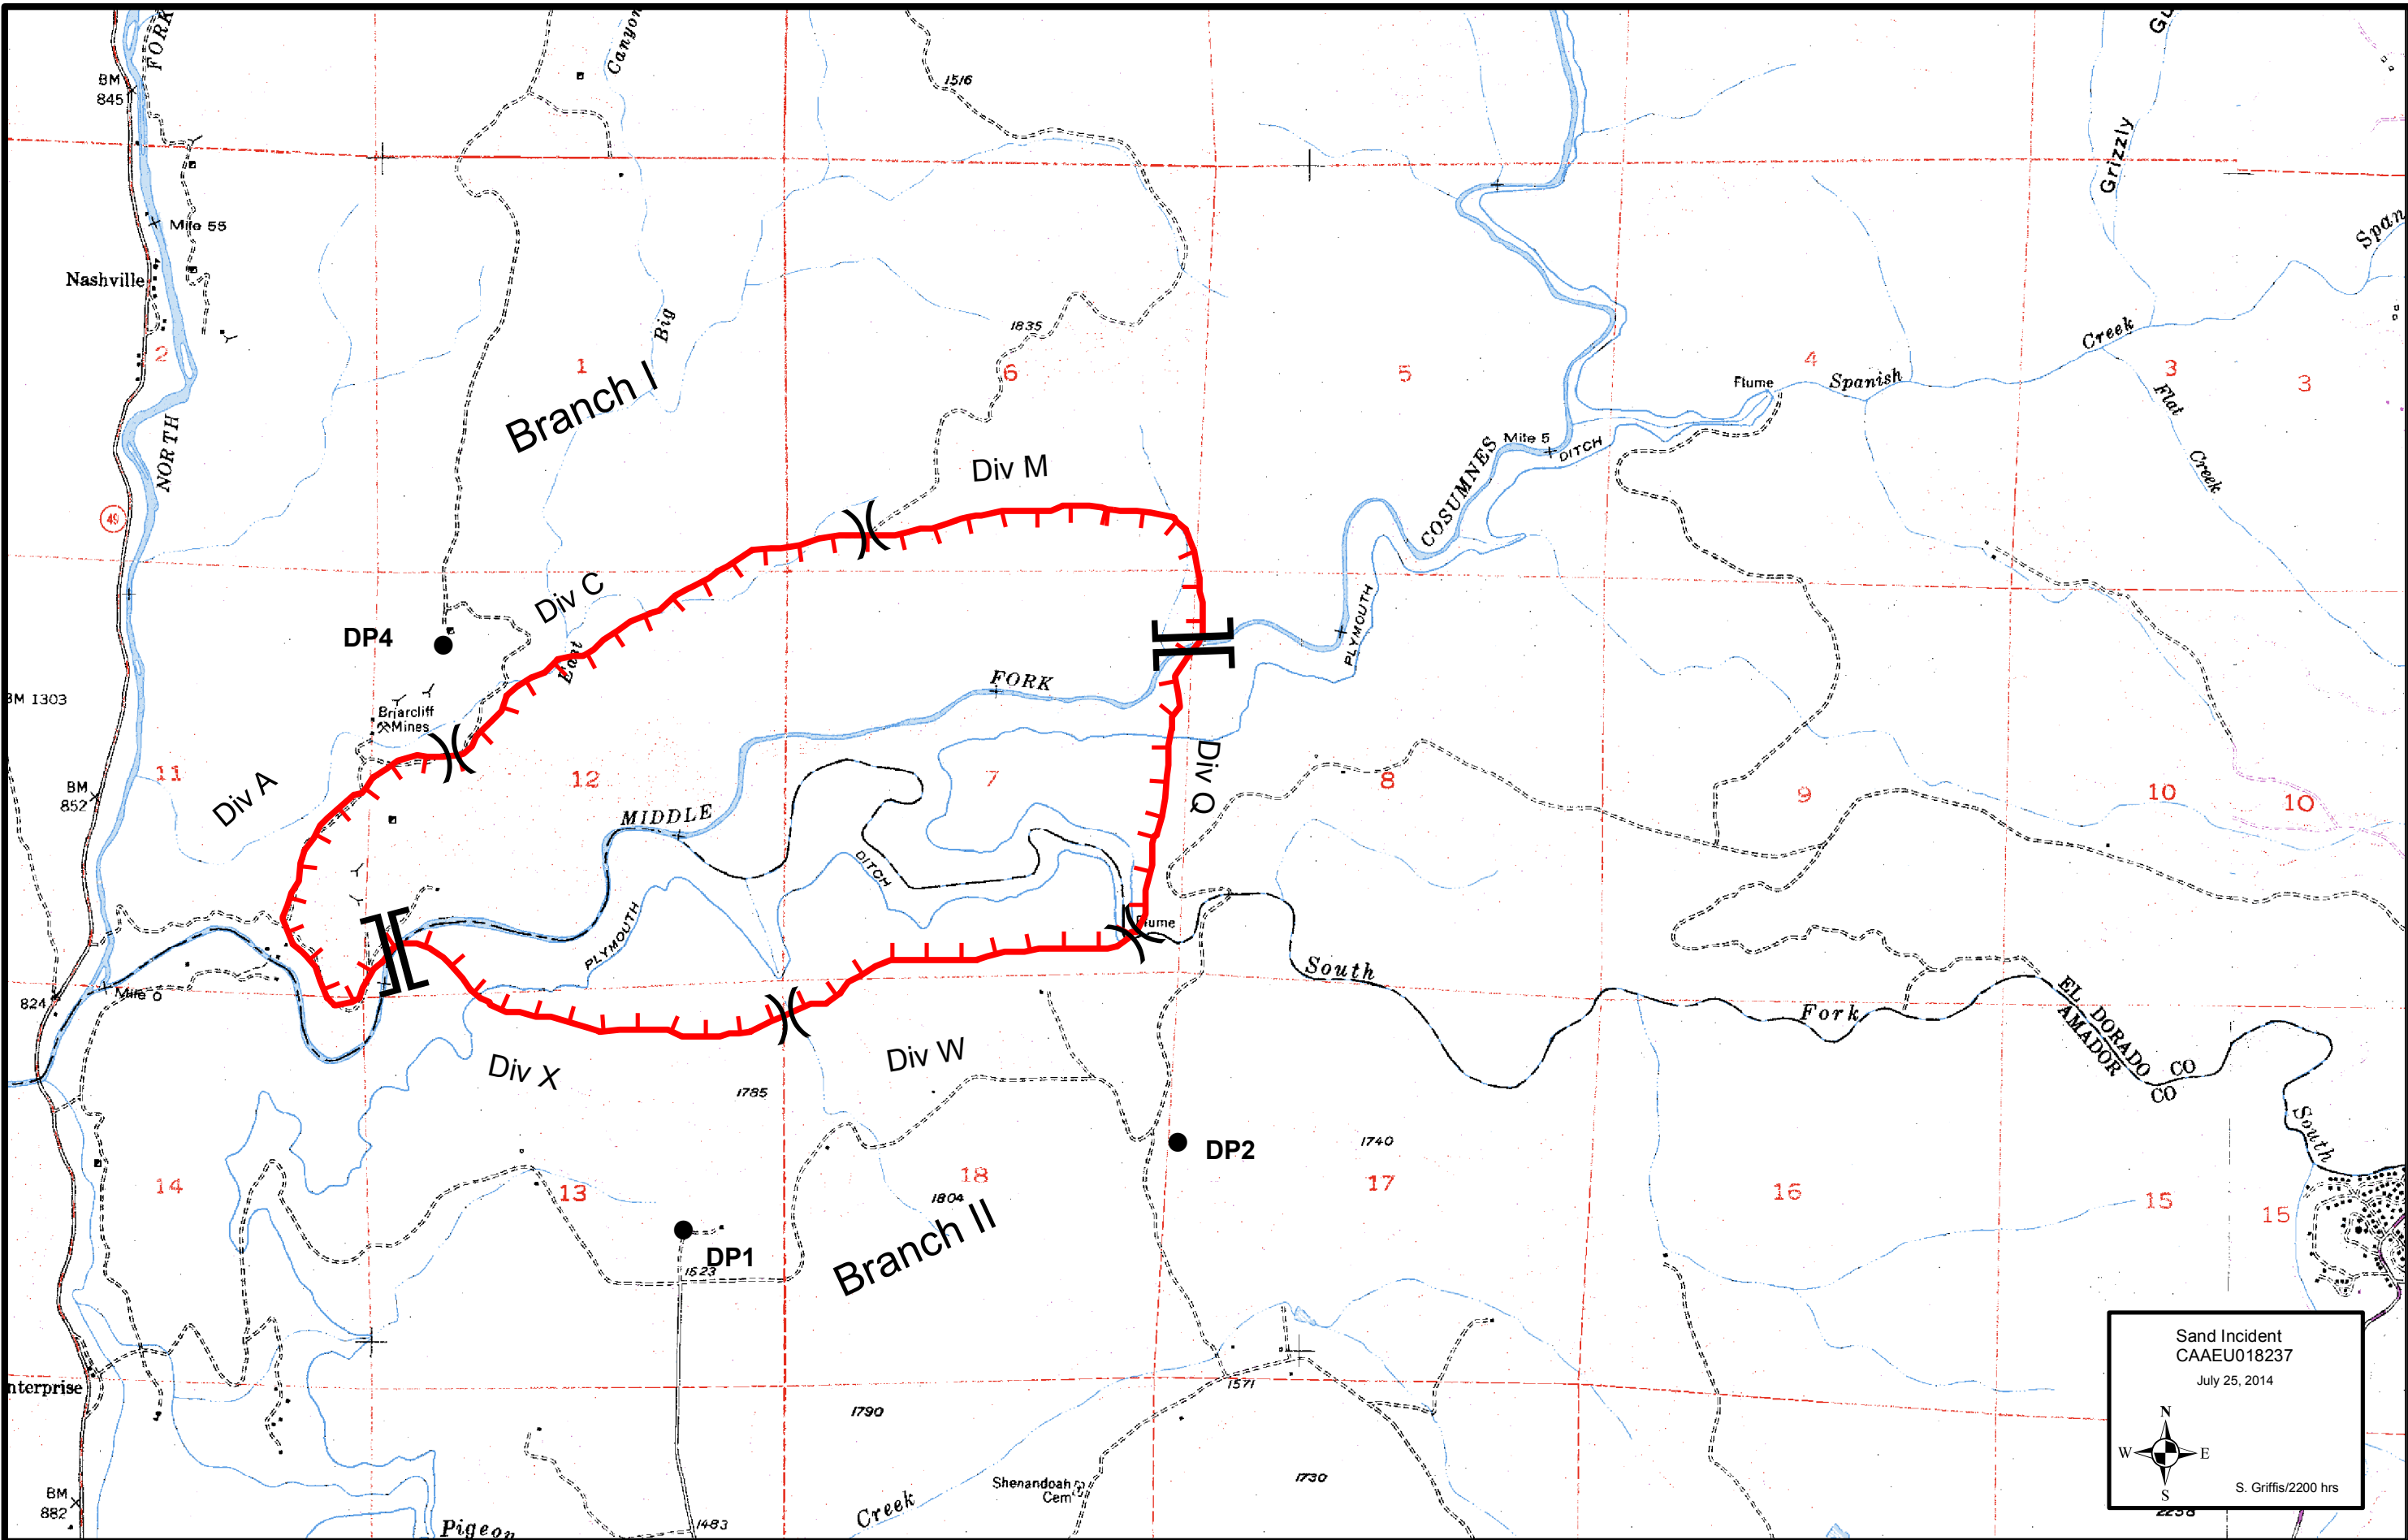 FORK
Canyon
Gu
BM
845
1516
Grizzly
Mile 55
Span
Nashville
Big
1835
Creek
2
1
6
5
4
3
3
Branch I
Flume
Spanish
Flat
NORTH
Mile 5
DITCH
COSUMNES
Creek
Div M
49
Div C
DP4
East
PLYMOUTH
FORK
BM 1303
Briarcliff
Mines
11
12
7
Div Q
8
9
10
10
Div A
BM
852
MIDDLE
DITCH
PLYMOUTH
Flume
South
Mile 0
824
Fork
EL DORADO CO
AMADOR CO
Div X
Div W
1785
South
1740
DP2
14
13
18
17
16
15
15
1804
DP1
1523
Branch II
Sand Incident
CAAEU018237
July 25, 2014
N
W E
S
S. Griffis/2200 hrs
nterprise
1571
1790
1730
Shenandoah
Cem
BM
882
Creek
Pigeon
1483
2238